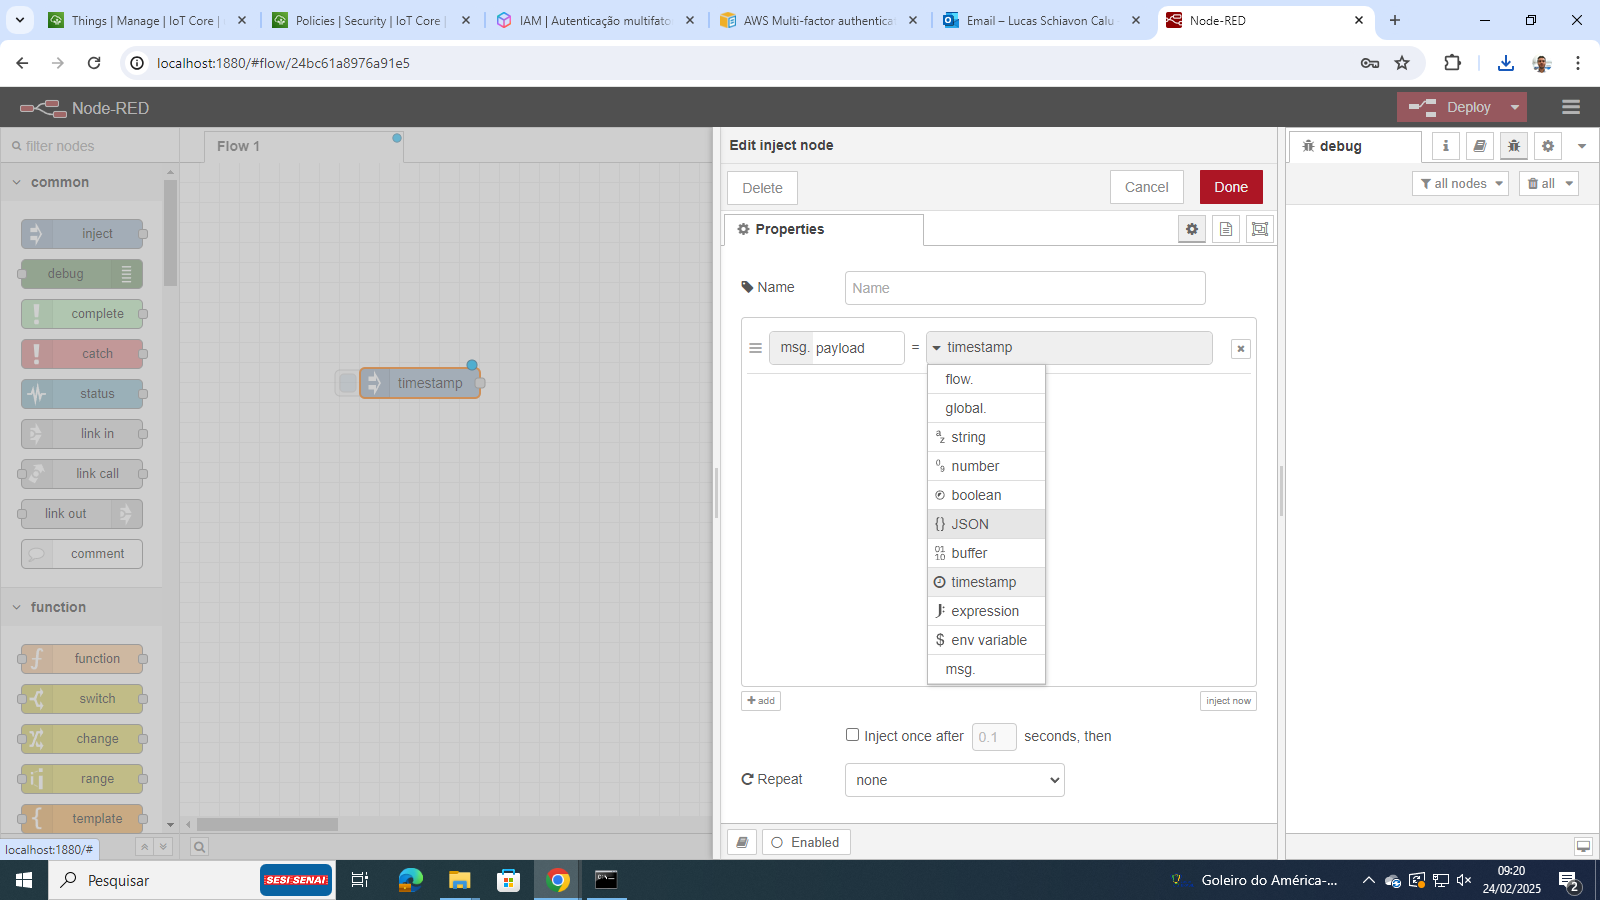 Things | Manage | IoT Core |
Policies | Security | IoT Core |
IAM | Autenticação multifato
AWS Multi-factor authentica
Email – Lucas Schiavon Calu
Node-RED
localhost:1880/#flow/24bc61a8976a91e5
Node-RED
Deploy
filter nodes
Flow 1
Edit inject node
debug
common
Delete
Cancel
Done
all nodes
all
inject
Properties
debug
Name
Name
complete
msg. payload
=
timestamp
catch
flow.
timestamp
status
global.
link in
string
link call
number
link out
boolean
comment
JSON
buffer
function
timestamp
expression
function
env variable
switch
msg.
add
inject now
change
Inject once after
0.1
seconds, then
range
Repeat
none
template
localhost:1880/#
Enabled
Pesquisar
SESI SENAI
Goleiro do América-...
09:20
24/02/2025
2